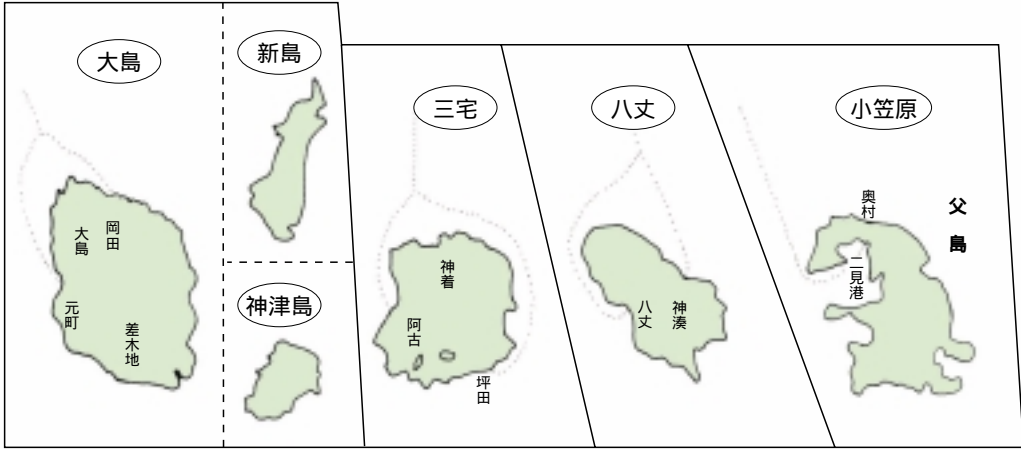 大島
新島
三宅
八丈
小笠原
岡田
大島
元町
差木地
神津島
神着
阿古
坪田
八丈
神湊
奥村
二見港
父島